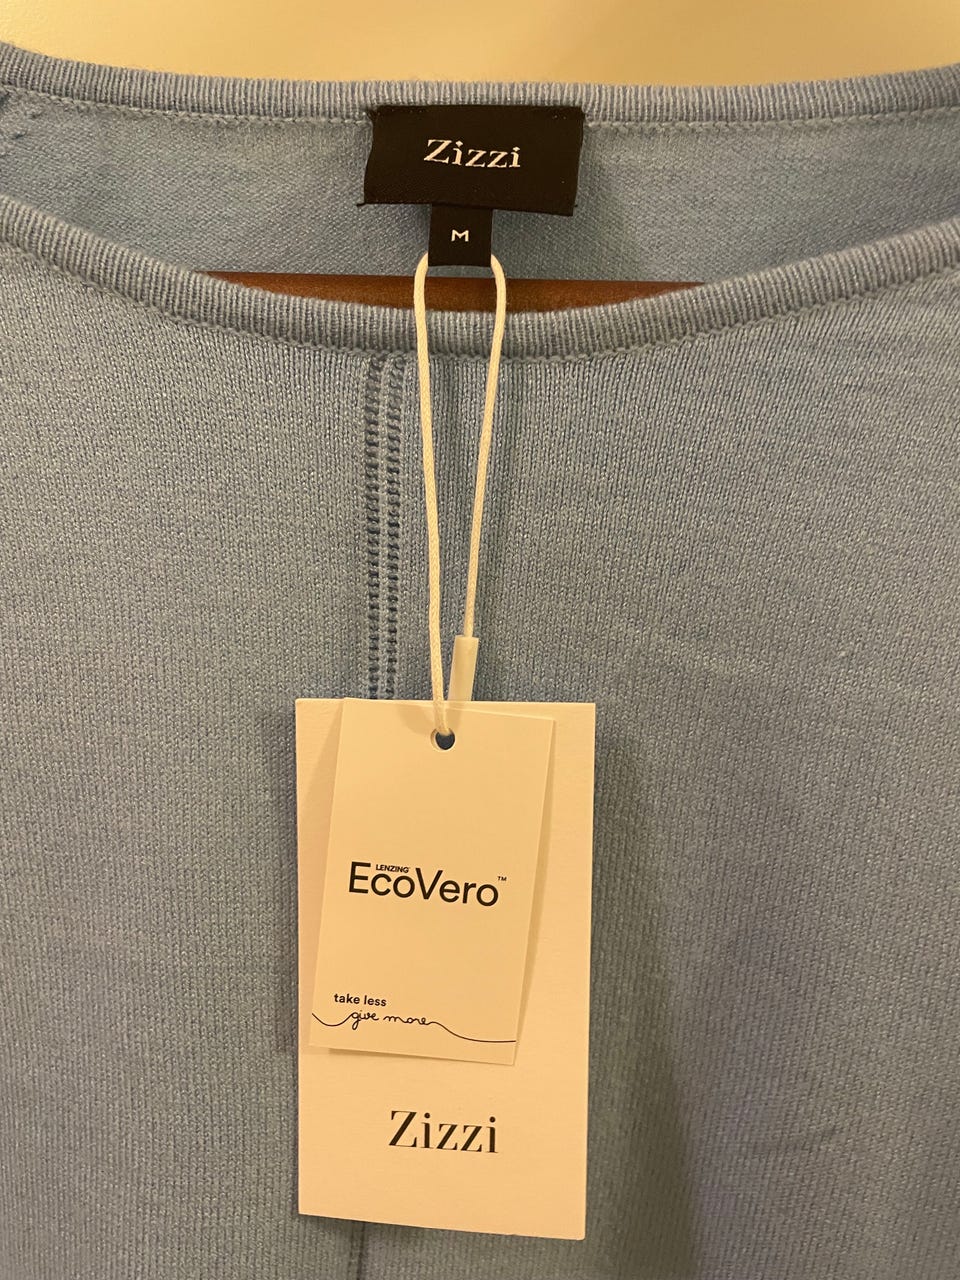 Zizzi
M
LENZING
EcoVero™
take less
give more
Zizzi